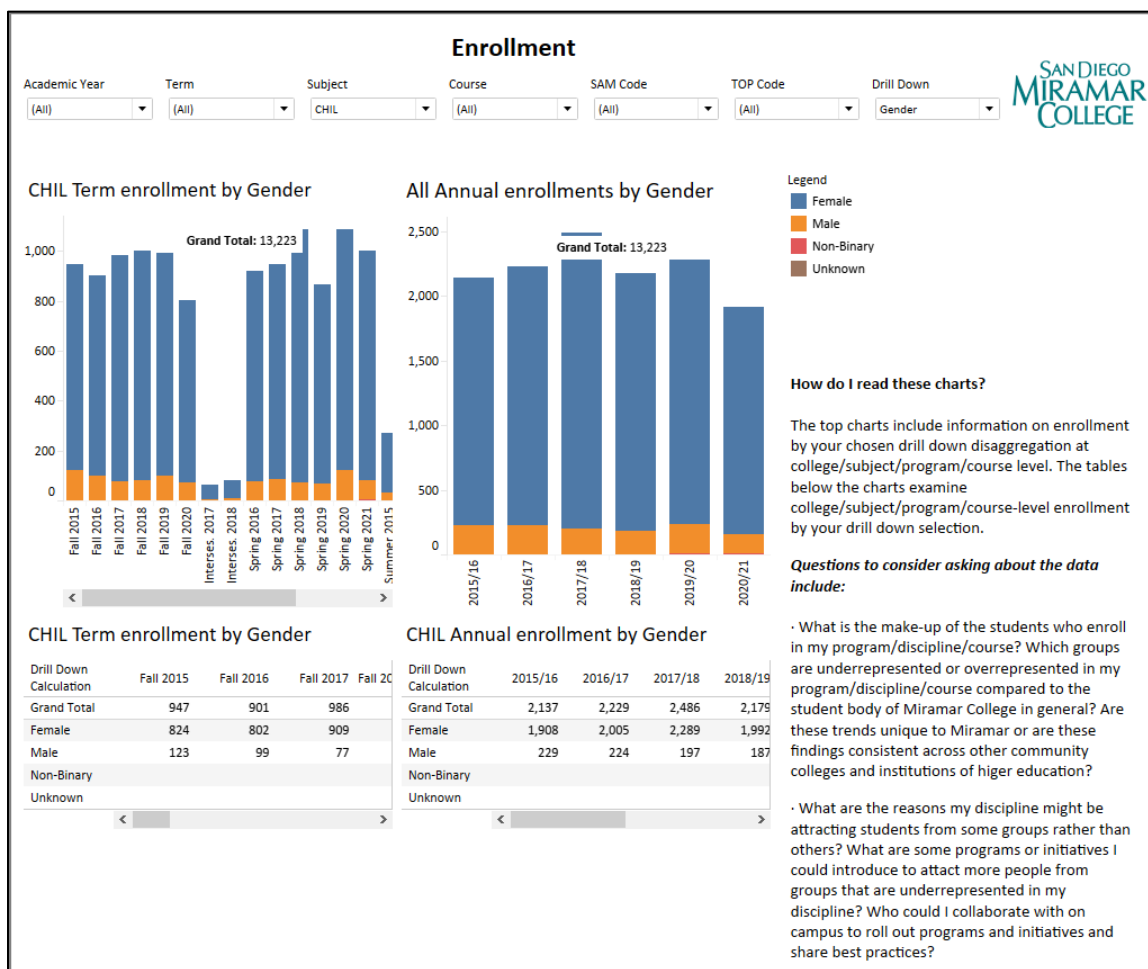 Enrollment
Academic Year
Term
Subject
Course
SAM Code
TOP Code
Drill Down
(All)
(All)
CHIL
(All)
(All)
(All)
Gender
SAN DIEGO
MIRAMAR
COLLEGE
CHIL Term enrollment by Gender
1,000
800
600
400
200
0
Grand Total: 13,223
Fall 2015
Fall 2016
Fall 2017
Fall 2018
Fall 2019
Fall 2020
Interses. 2017
Interses. 2018
Spring 2016
Spring 2017
Spring 2018
Spring 2019
Spring 2020
Spring 2021
Summer 2015
All Annual enrollments by Gender
2,500
2,000
1,500
1,000
500
0
Grand Total: 13,223
2015/16
2016/17
2017/18
2018/19
2019/20
2020/21
Legend
Female
Male
Non-Binary
Unknown
How do I read these charts?
The top charts include information on enrollment
by your chosen drill down disaggregation at
college/subject/program/course level. The tables
below the charts examine
college/subject/program/course-level enrollment
by your drill down selection.
Questions to consider asking about the data
include:
· What is the make-up of the students who enroll
in my program/discipline/course? Which groups
are underrepresented or overrepresented in my
program/discipline/course compared to the
student body of Miramar College in general? Are
these trends unique to Miramar or are these
findings consistent across other community
colleges and institutions of higer education?
· What are the reasons my discipline might be
attracting students from some groups rather than
others? What are some programs or initiatives I
could introduce to attact more people from
groups that are underrepresented in my
discipline? Who could I collaborate with on
campus to roll out programs and initiatives and
share best practices?
CHIL Term enrollment by Gender
Drill Down
Calculation
Fall 2015 Fall 2016 Fall 2017 Fall 20
Grand Total 947 901 986
Female 824 802 909
Male 123 99 77
Non-Binary
Unknown
CHIL Annual enrollment by Gender
Drill Down
Calculation
2015/16 2016/17 2017/18 2018/19
Grand Total 2,137 2,229 2,486 2,179
Female 1,908 2,005 2,289 1,992
Male 229 224 197 187
Non-Binary
Unknown